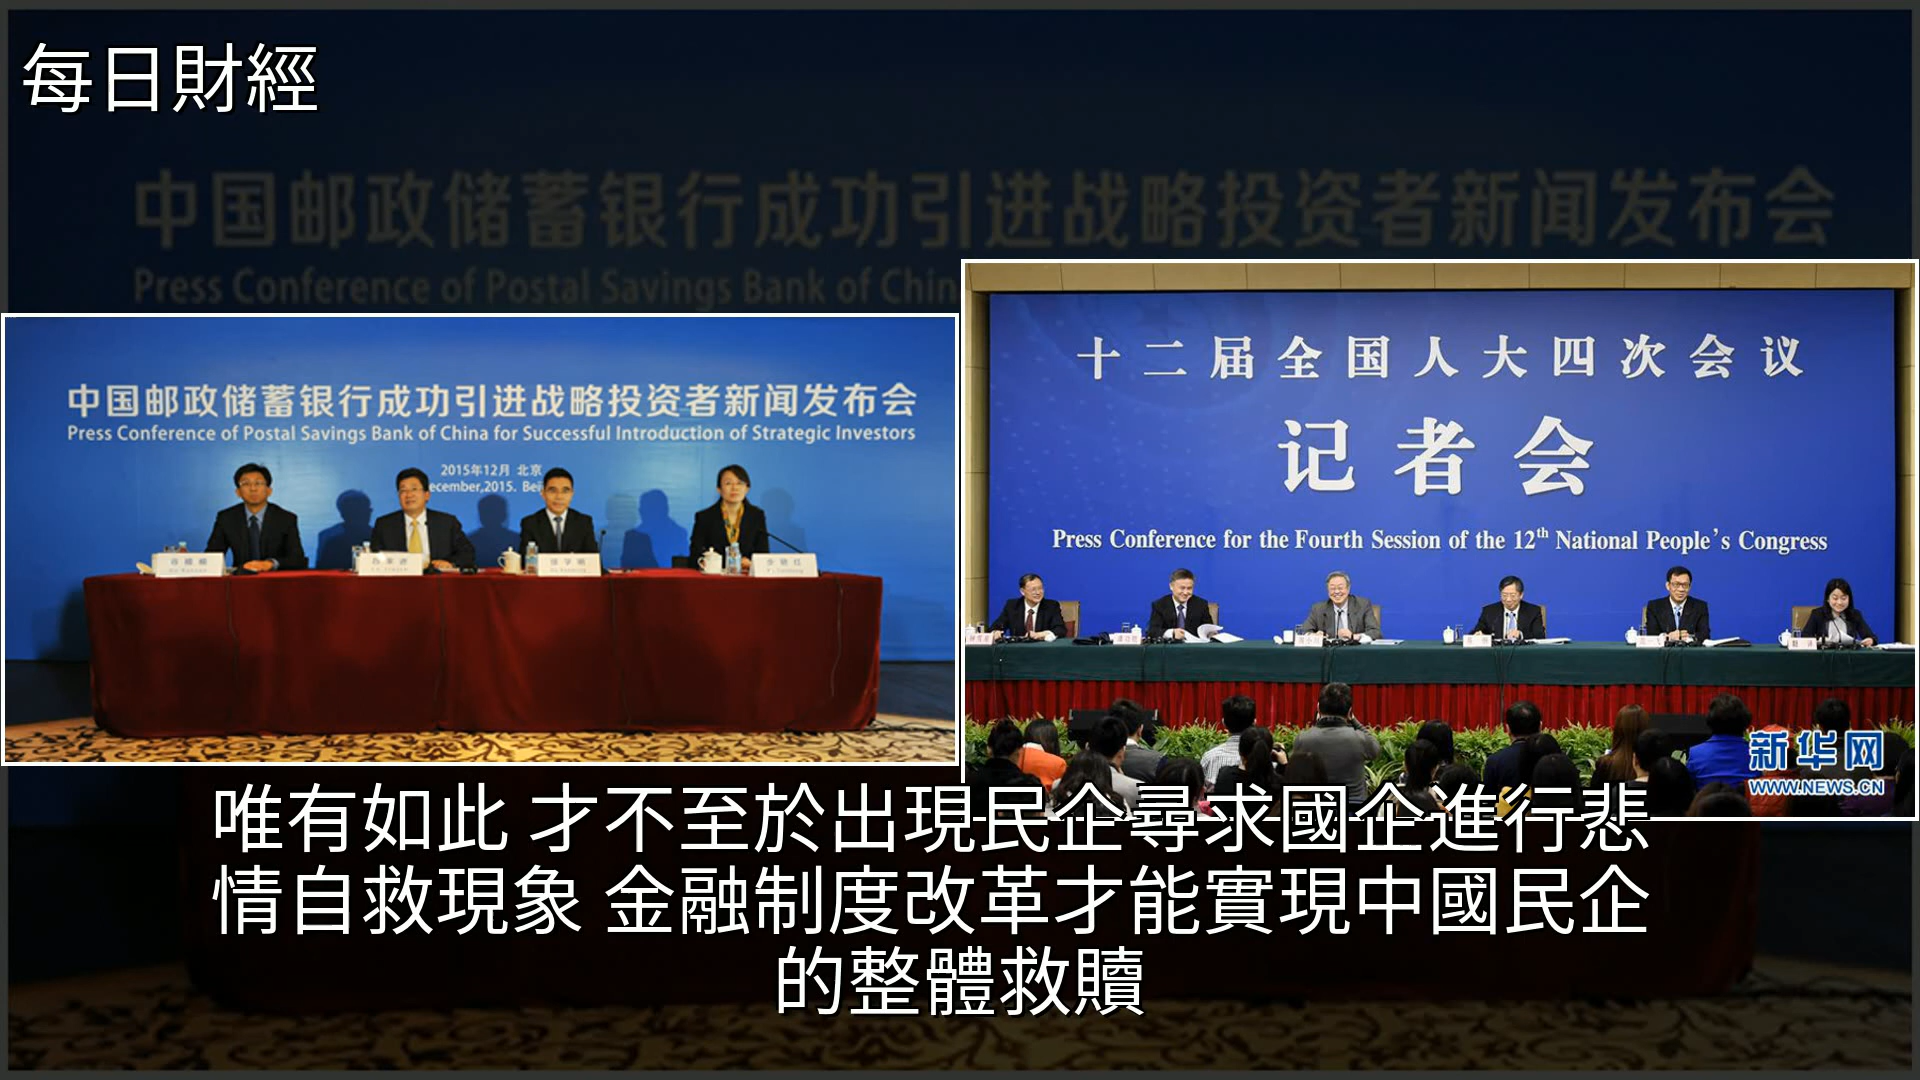 每日財經
中国邮政储蓄银行成功引进战略投资者新闻发布会
Press Conference of Postal Savings Bank of Chin
十二届全国人大四次会议
记者会
Press Conference for the Fourth Session of the 12th National People's Congress
中国邮政储蓄银行成功引进战略投资者新闻发布会
Press Conference of Postal Savings Bank of China for Successful Introduction of Strategic Investors
2015年12月 北京
ecember,2015. Bei
新华网
WWW.NEWS.CN
唯有如此 才不至於出現民企尋求國企進行悲
情自救現象 金融制度改革才能實現中國民企
的整體救贖